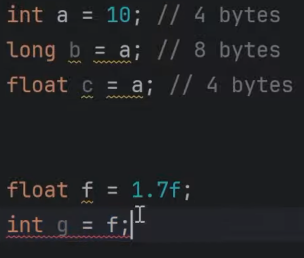 int a = 10; // 4 bytes
long b = a; // 8 bytes
float c = a; // 4 bytes
float f = 1.7f;
int g = f;